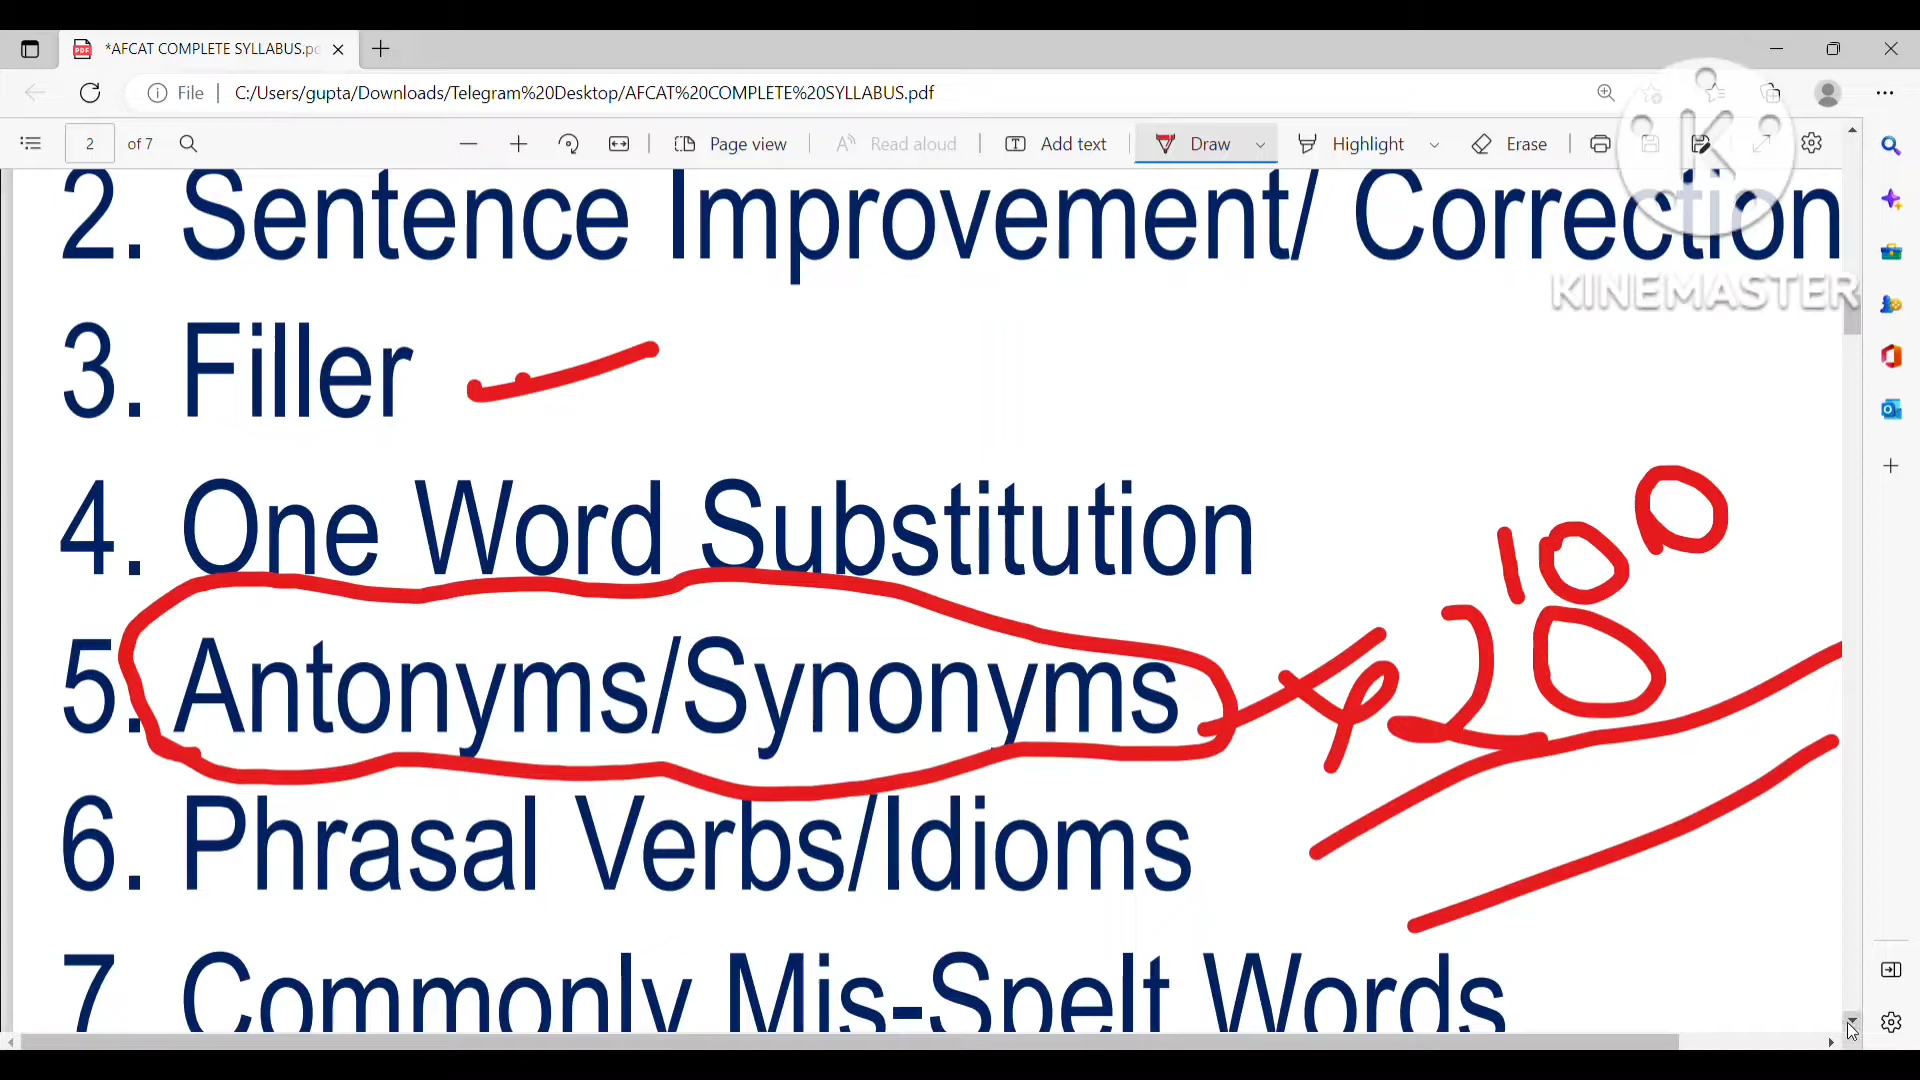 *AFCAT COMPLETE SYLLABUS.p
File | C:/Users/gupta/Downloads/Telegram%20Desktop/AFCAT%20COMPLETE%20SYLLABUS.pdf
2 of 7 Page view Read aloud Add text Draw Highlight Erase
2. Sentence Improvement/ Correction
KINEMASTER
3. Filler
4. One Word Substitution
100
20
5. Antonyms/Synonyms
6. Phrasal Verbs/Idioms
7 Commonly Mis-Spelt Words